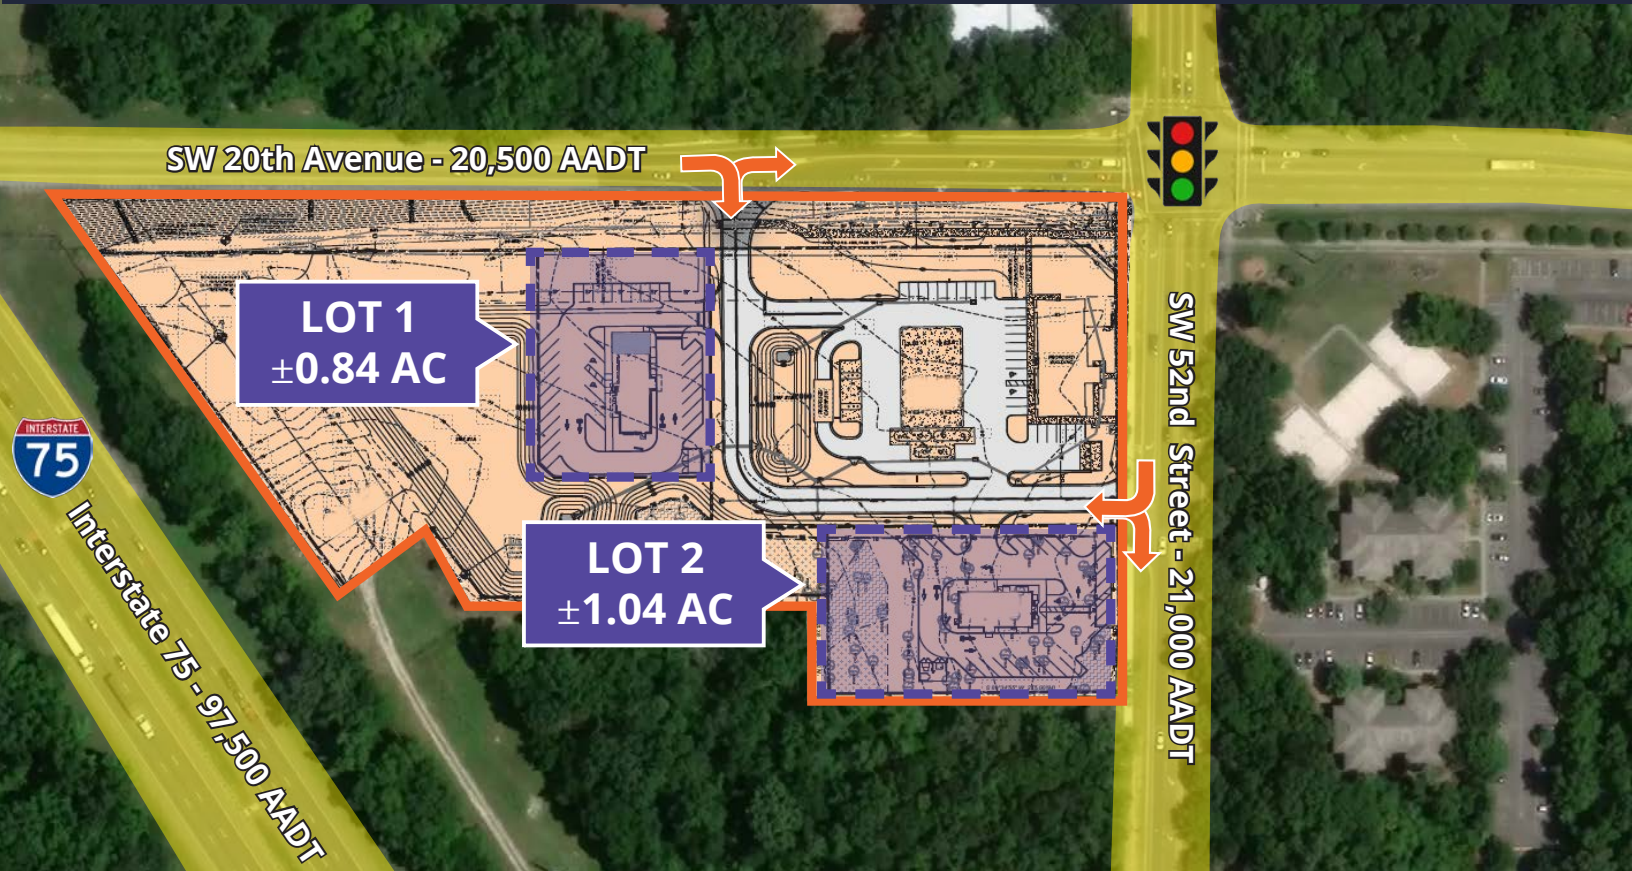 SW 20th Avenue - 20,500 AADT
LOT 1
±0.84 AC
INTERSTATE
75
Interstate 75 - 97,500 AADT
LOT 2
±1.04 AC
SW 52nd Street - 21,000 AADT